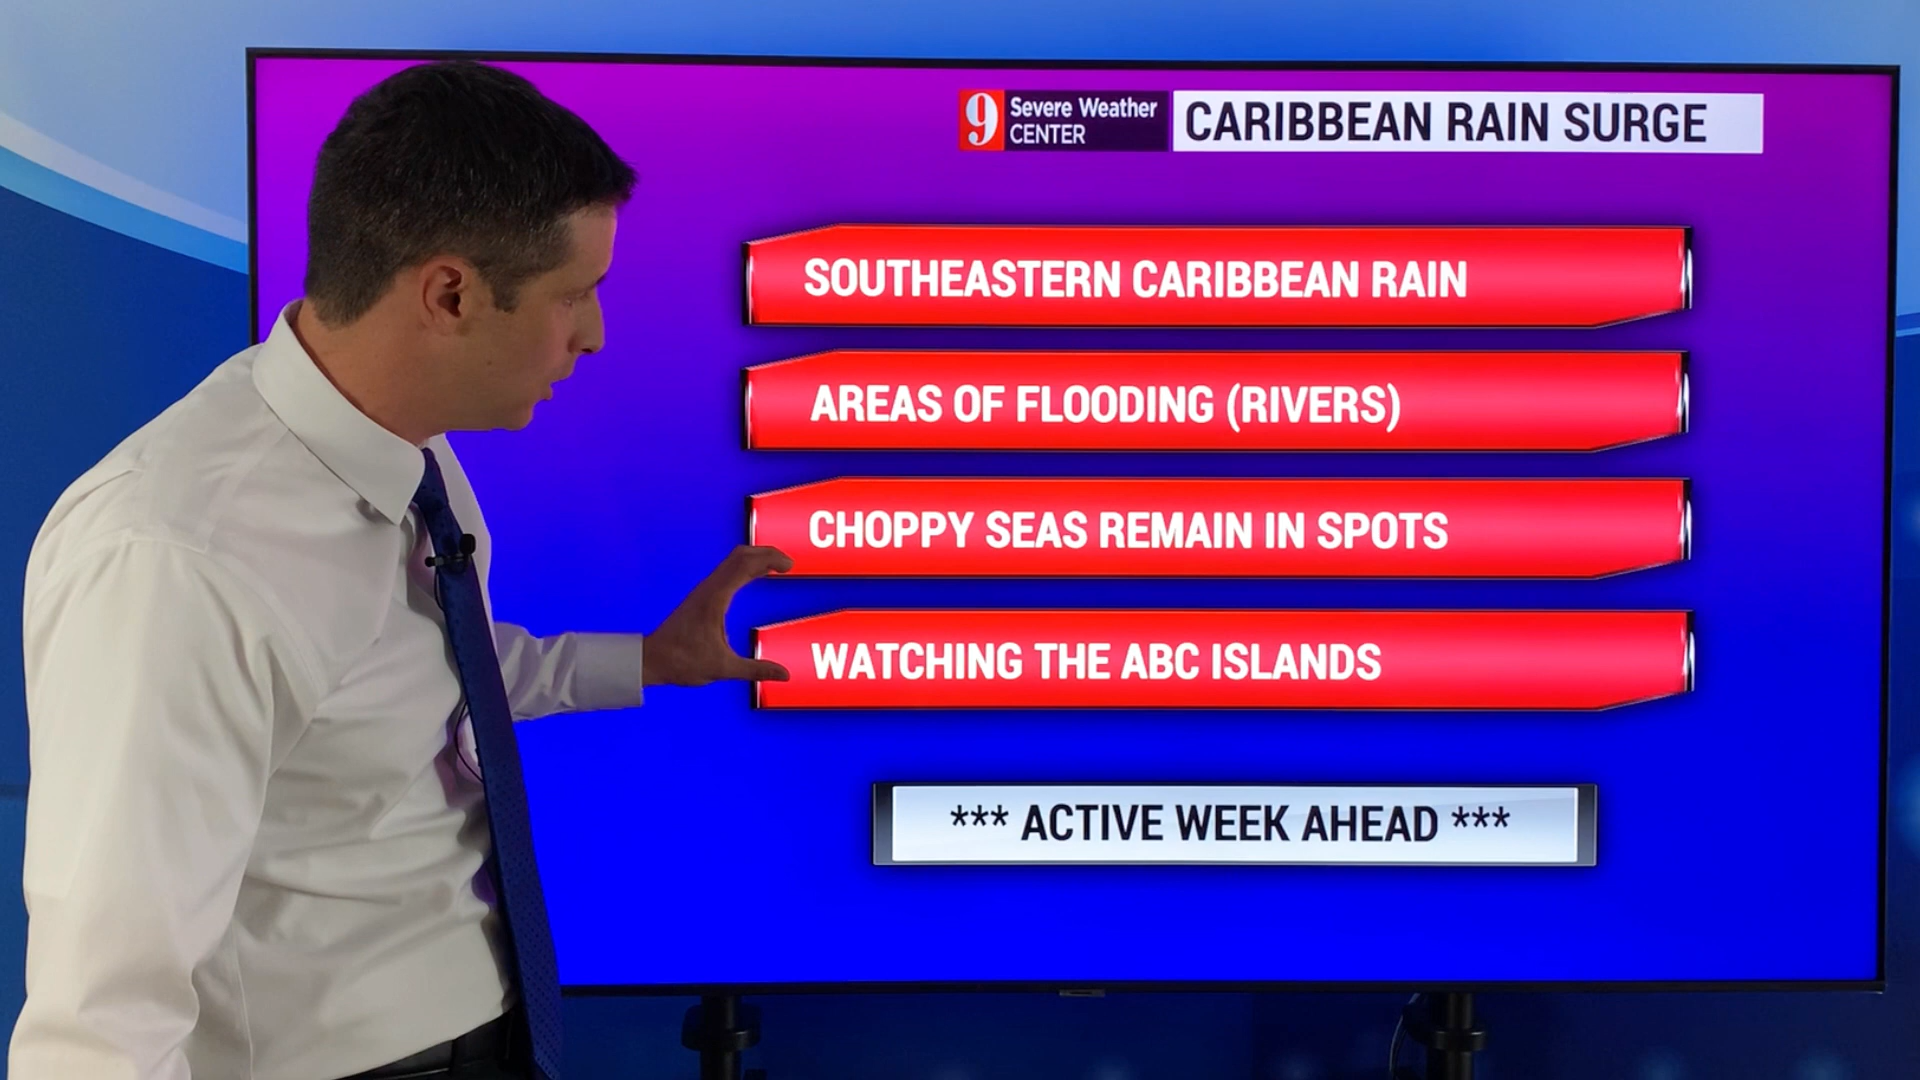 9 Severe Weather CENTER
CARIBBEAN RAIN SURGE
SOUTHEASTERN CARIBBEAN RAIN
AREAS OF FLOODING (RIVERS)
CHOPPY SEAS REMAIN IN SPOTS
WATCHING THE ABC ISLANDS
*** ACTIVE WEEK AHEAD ***